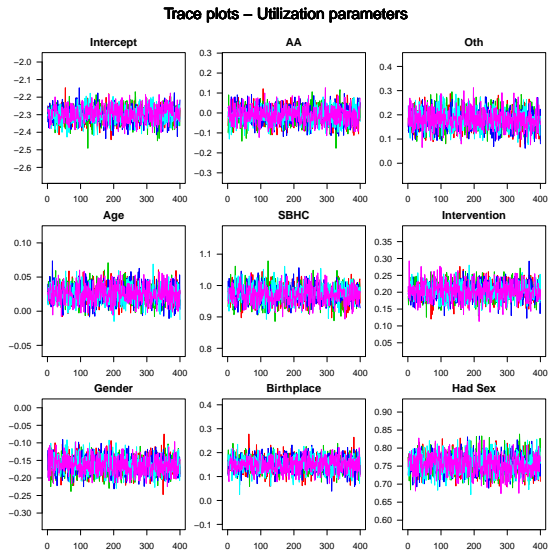 Trace plots – Utilization parameters
Intercept AA Oth
−2.0 −2.1 −2.2 −2.3 −2.4 −2.5 −2.6
0.3 0.2 0.1 0.0 −0.1 −0.2 −0.3
0.4 0.3 0.2 0.1 0.0
0 100 200 300 400 0 100 200 300 400 0 100 200 300 400
Age SBHC Intervention
0.10 0.05 0.00 −0.05
1.1 1.0 0.9 0.8
0.35 0.30 0.25 0.20 0.15 0.10 0.05
0 100 200 300 400 0 100 200 300 400 0 100 200 300 400
Gender Birthplace Had Sex
0.00 −0.05 −0.10 −0.15 −0.20 −0.25 −0.30
0.4 0.3 0.2 0.1 0.0 −0.1
0.90 0.85 0.80 0.75 0.70 0.65 0.60
0 100 200 300 400 0 100 200 300 400 0 100 200 300 400